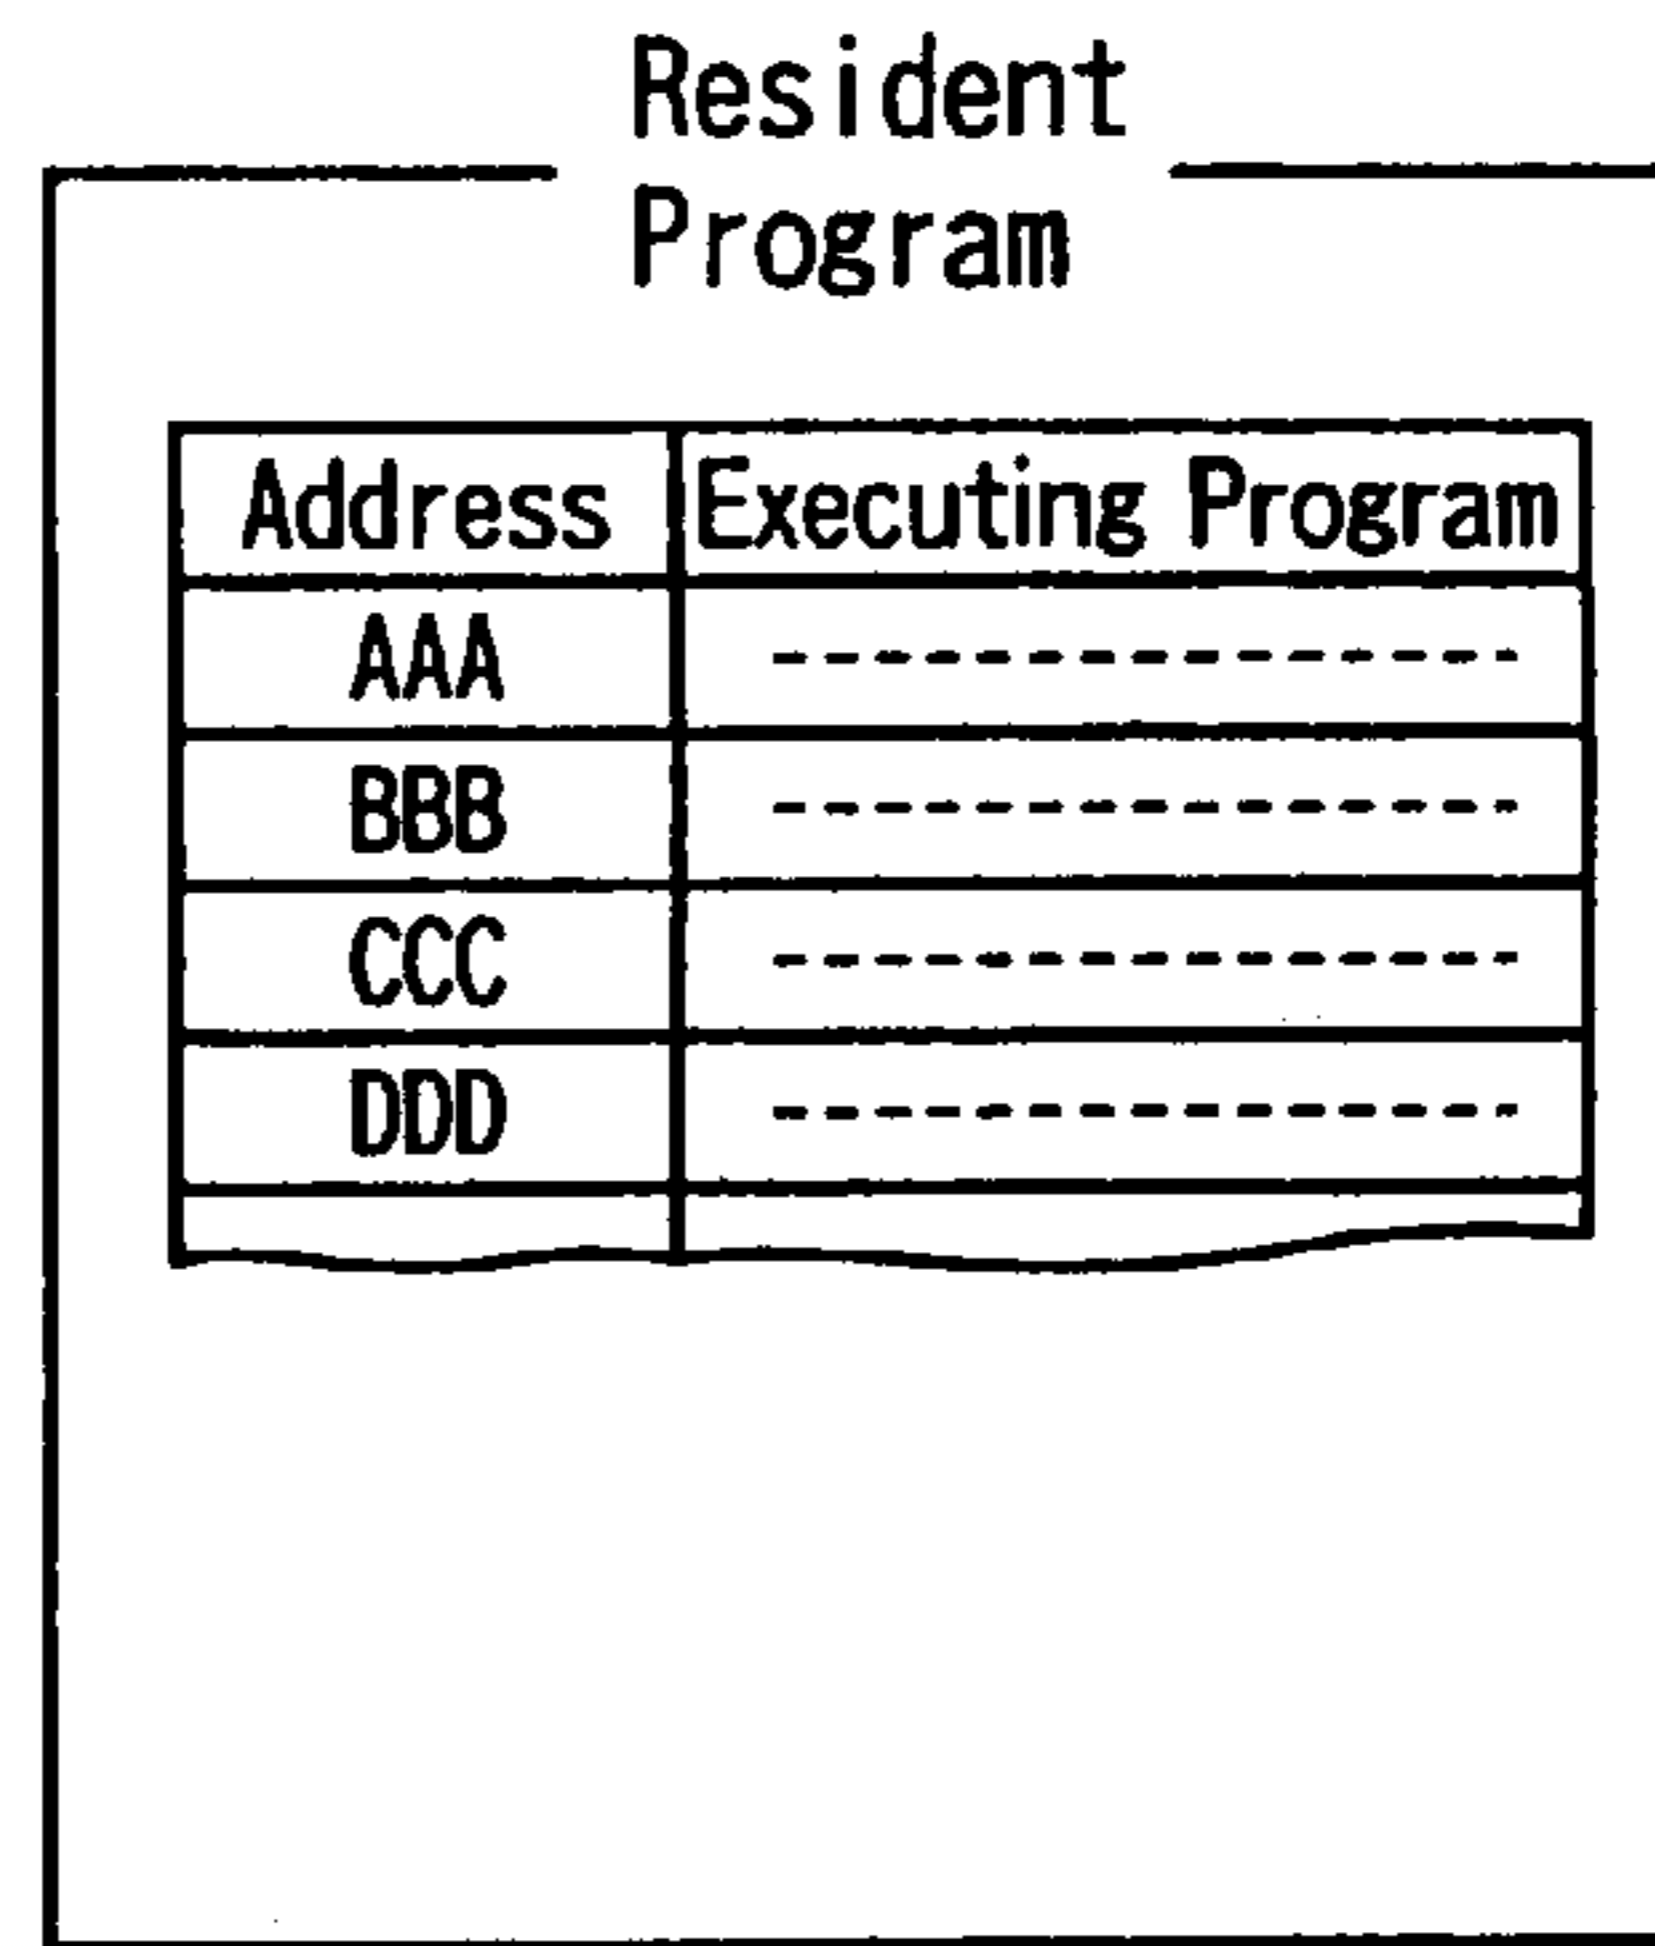 Resident
Program
Address Executing Program
AAA ---------------
BBB ---------------
CCC ---------------
DDD ---------------